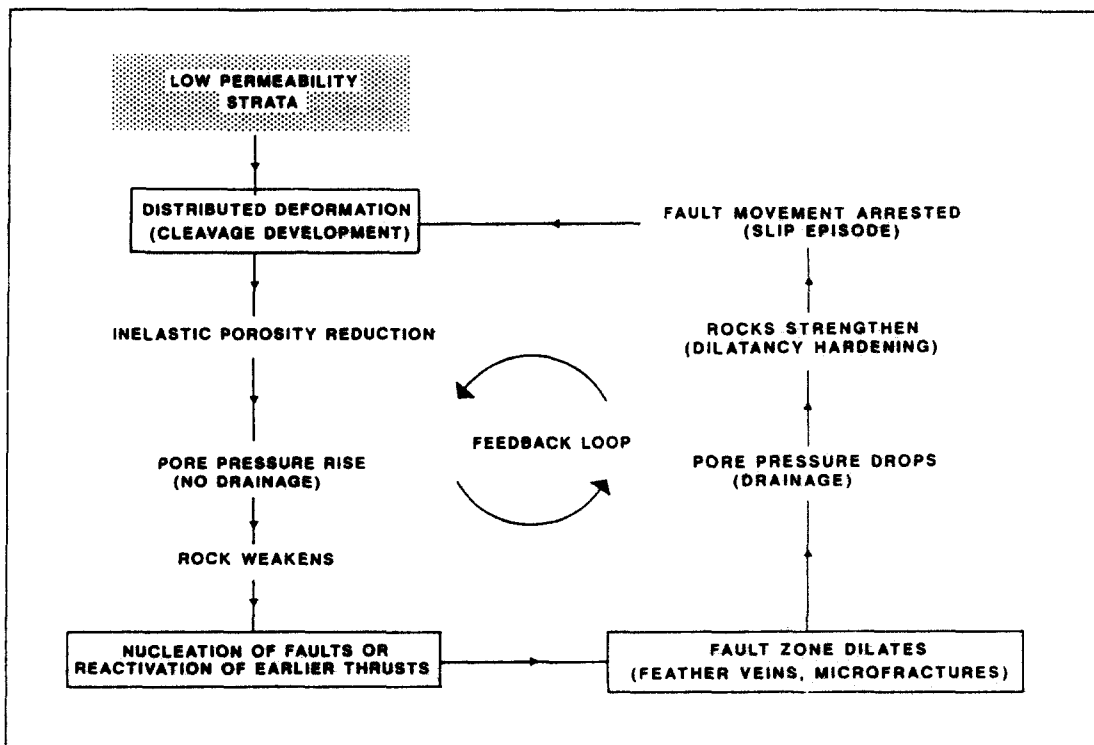 LOW PERMEABILITY
STRATA
DISTRIBUTED DEFORMATION
(CLEAVAGE DEVELOPMENT)
INELASTIC POROSITY REDUCTION
PORE PRESSURE RISE
(NO DRAINAGE)
ROCK WEAKENS
NUCLEATION OF FAULTS OR
REACTIVATION OF EARLIER THRUSTS
FEEDBACK LOOP
FAULT MOVEMENT ARRESTED
(SLIP EPISODE)
ROCKS STRENGTHEN
(DILATANCY HARDENING)
PORE PRESSURE DROPS
(DRAINAGE)
FAULT ZONE DILATES
(FEATHER VEINS, MICROFRACTURES)